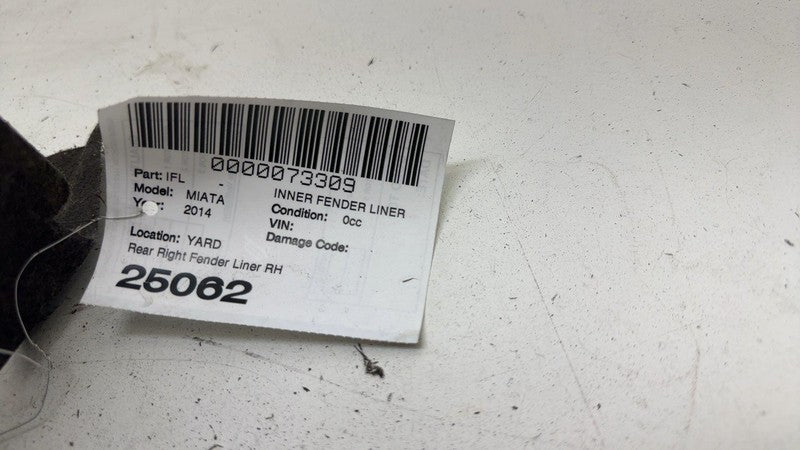 0000073309
Part: IFL - INNER FENDER LINER
Model: MIATA Condition: 0cc
Year: 2014 VIN:
Damage Code:
Location: YARD
Rear Right Fender Liner RH
25062